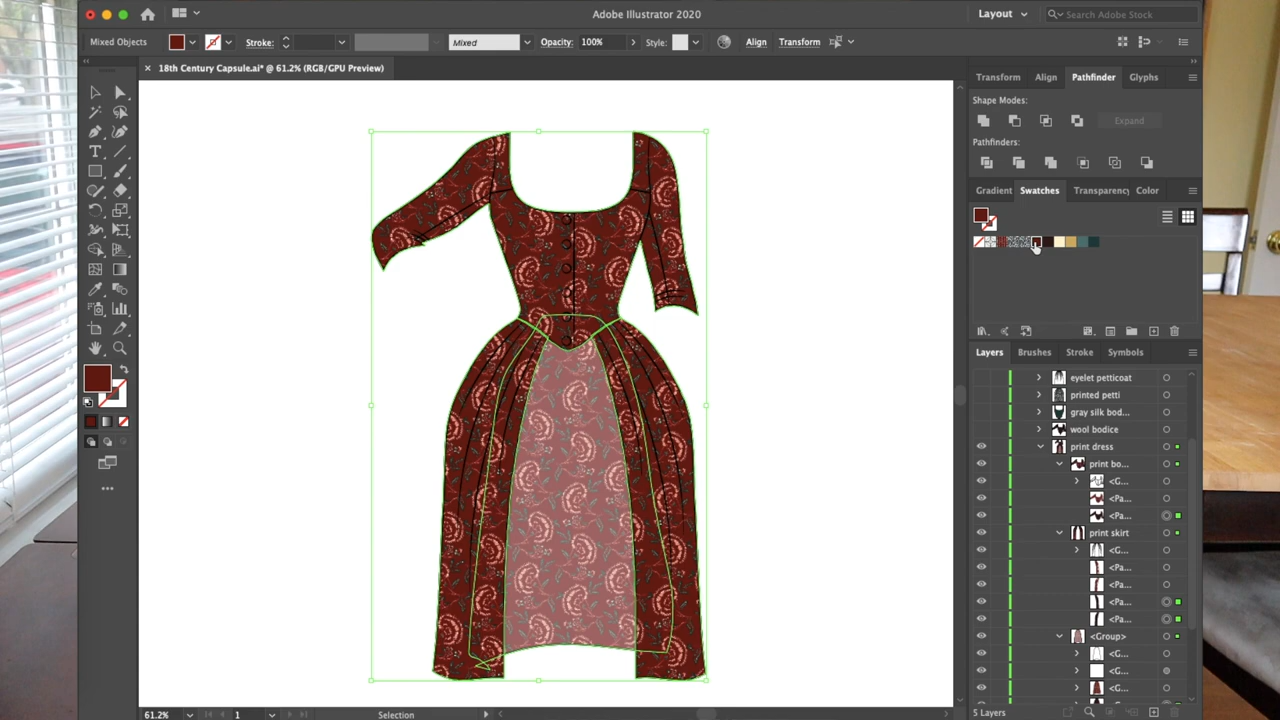 Adobe Illustrator 2020
Layout
Search Adobe Stock
Mixed Objects
Stroke:
Mixed
Opacity:
100%
Style:
Align
Transform
× 18th Century Capsule.ai* @ 61.2% (RGB/GPU Preview)
Transform
Align
Pathfinder
Glyphs
Shape Modes:
Expand
Pathfinders:
Gradient
Swatches
Transparency
Color
Layers
Brushes
Stroke
Symbols
eyelet petticoat
printed petti
gray silk bod...
wool bodice
print dress
print bo...
<G...
<Pa...
<Pa...
print skirt
<G...
<Pa...
<Pa...
<Pa...
<Pa...
<Group>
<G...
<G...
<G...
61.2%
1
Selection
5 Layers